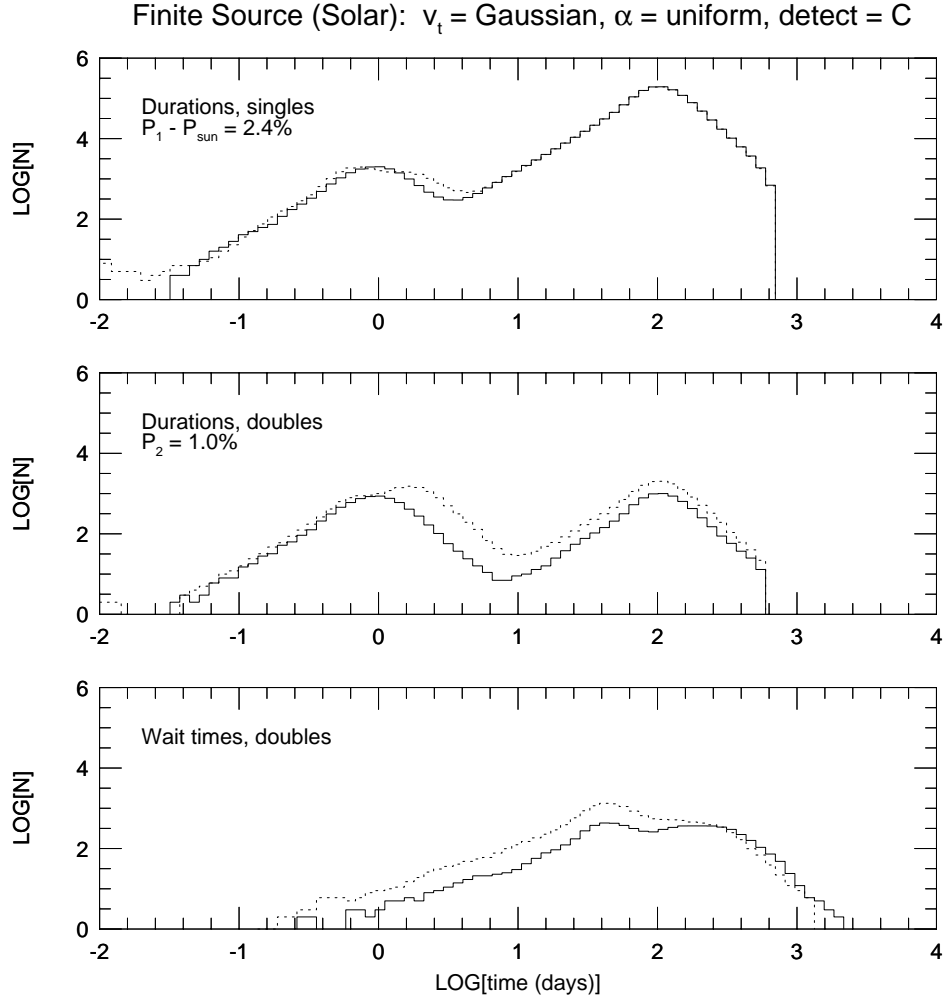 Finite Source (Solar): v_t = Gaussian, α = uniform, detect = C
6
Durations, singles
P_1 - P_sun = 2.4%
4
LOG[N]
2
0
-2 -1 0 1 2 3 4
6
Durations, doubles
P_2 = 1.0%
4
LOG[N]
2
0
-2 -1 0 1 2 3 4
6
Wait times, doubles
4
LOG[N]
2
0
-2 -1 0 1 2 3 4
LOG[time (days)]